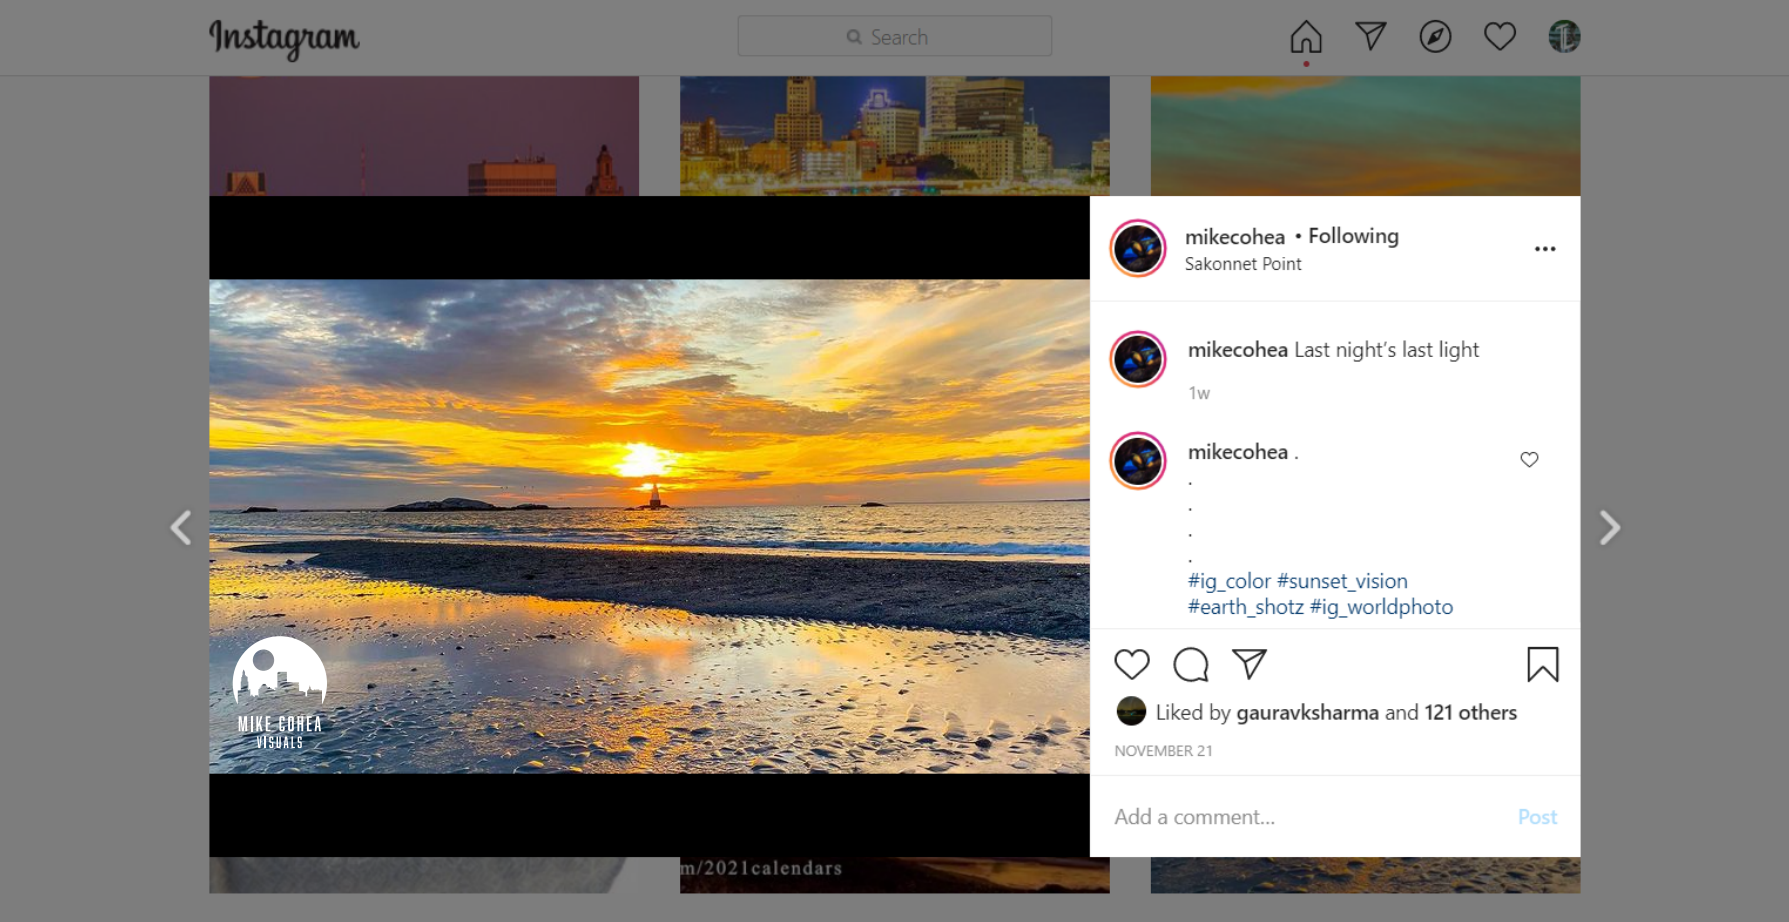 Instagram
Search
mikecohea • Following
Sakonnet Point
mikecohea Last night's last light
1w
mikecohea .
.
.
.
.
#ig_color #sunset_vision
#earth_shotz #ig_worldphoto
MIKE COHEA
VISUALS
Liked by gauravksharma and 121 others
NOVEMBER 21
Add a comment...
Post
m/2021calendars